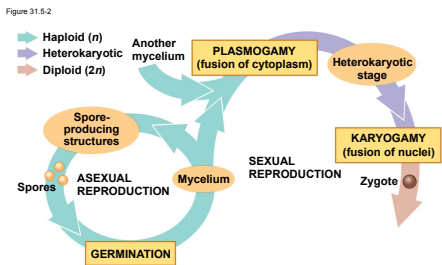 Figure 31.5-2
Haploid (n)
Heterokaryotic
Diploid (2n)
Another
mycelium
PLASMOGAMY
(fusion of cytoplasm)
Heterokaryotic
stage
Spore-
producing
structures
KARYOGAMY
(fusion of nuclei)
Spores
ASEXUAL
REPRODUCTION
Mycelium
SEXUAL
REPRODUCTION
Zygote
GERMINATION